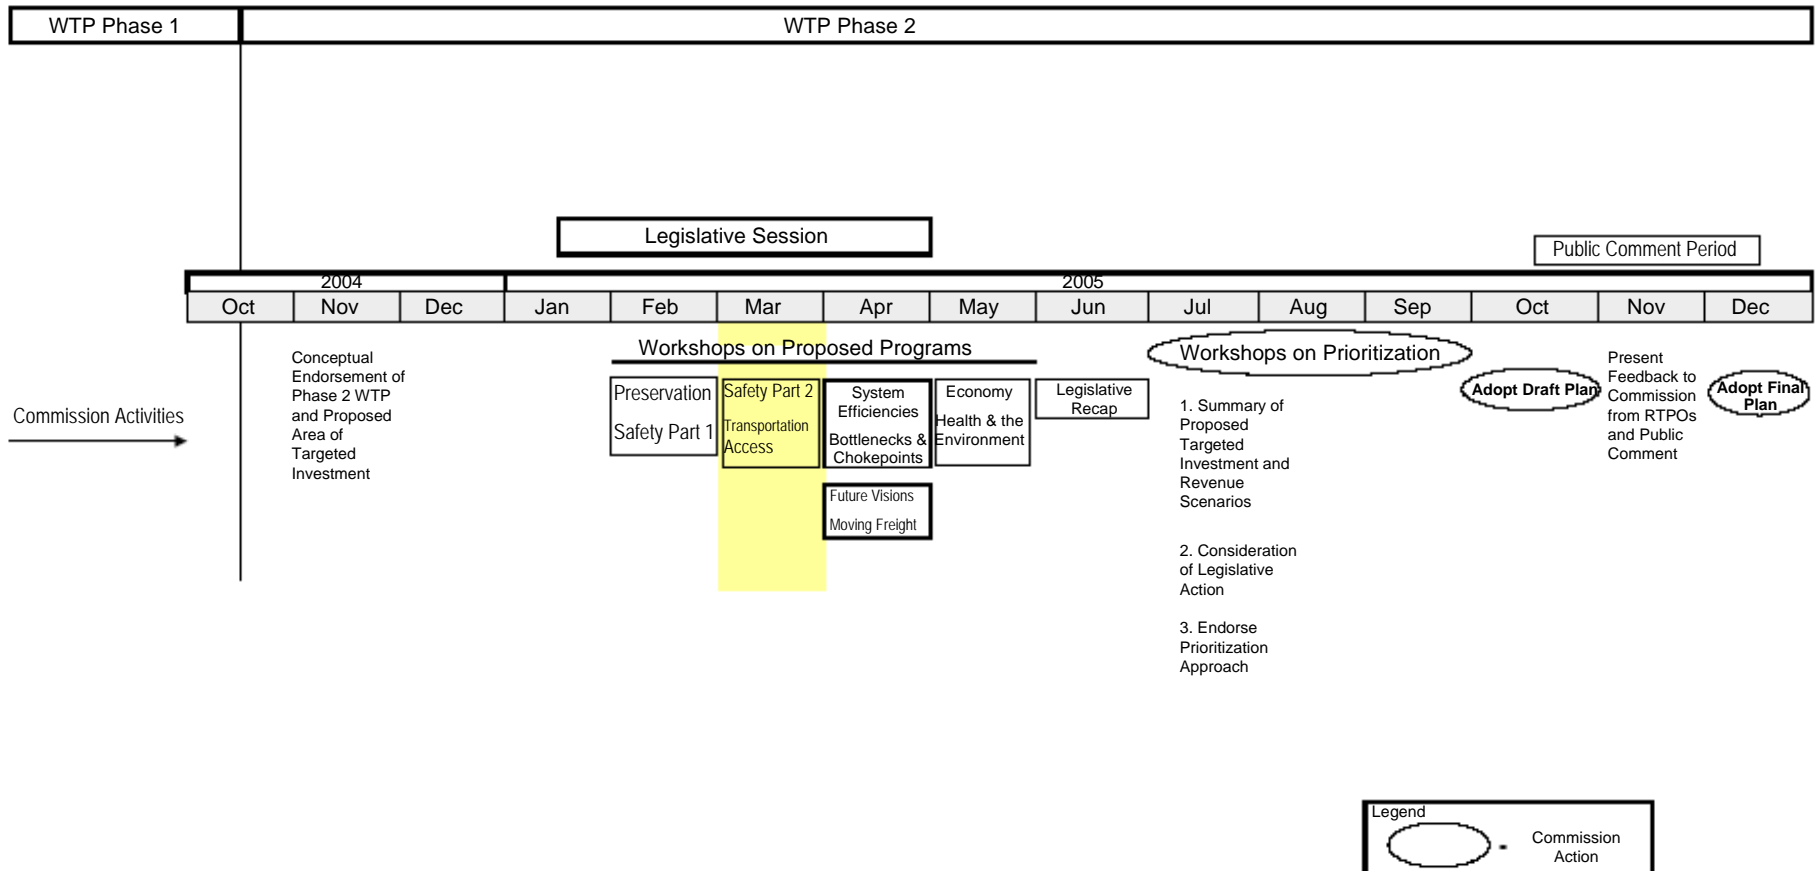 WTP Phase 1
WTP Phase 2
Legislative Session
Public Comment Period
2004
2005
Oct
Nov
Dec
Jan
Feb
Mar
Apr
May
Jun
Jul
Aug
Sep
Oct
Nov
Dec
Commission Activities
Conceptual
Endorsement of
Phase 2 WTP
and Proposed
Area of
Targeted
Investment
Workshops on Proposed Programs
Preservation
Safety Part 1
Safety Part 2
Transportation
Access
System
Efficiencies
Bottlenecks &
Chokepoints
Future Visions
Moving Freight
Economy
Health & the
Environment
Legislative
Recap
Workshops on Prioritization
1. Summary of
Proposed
Targeted
Investment and
Revenue
Scenarios
2. Consideration
of Legislative
Action
3. Endorse
Prioritization
Approach
Adopt Draft Plan
Present
Feedback to
Commission
from RTPOs
and Public
Comment
Adopt Final
Plan
Legend
- Commission
Action